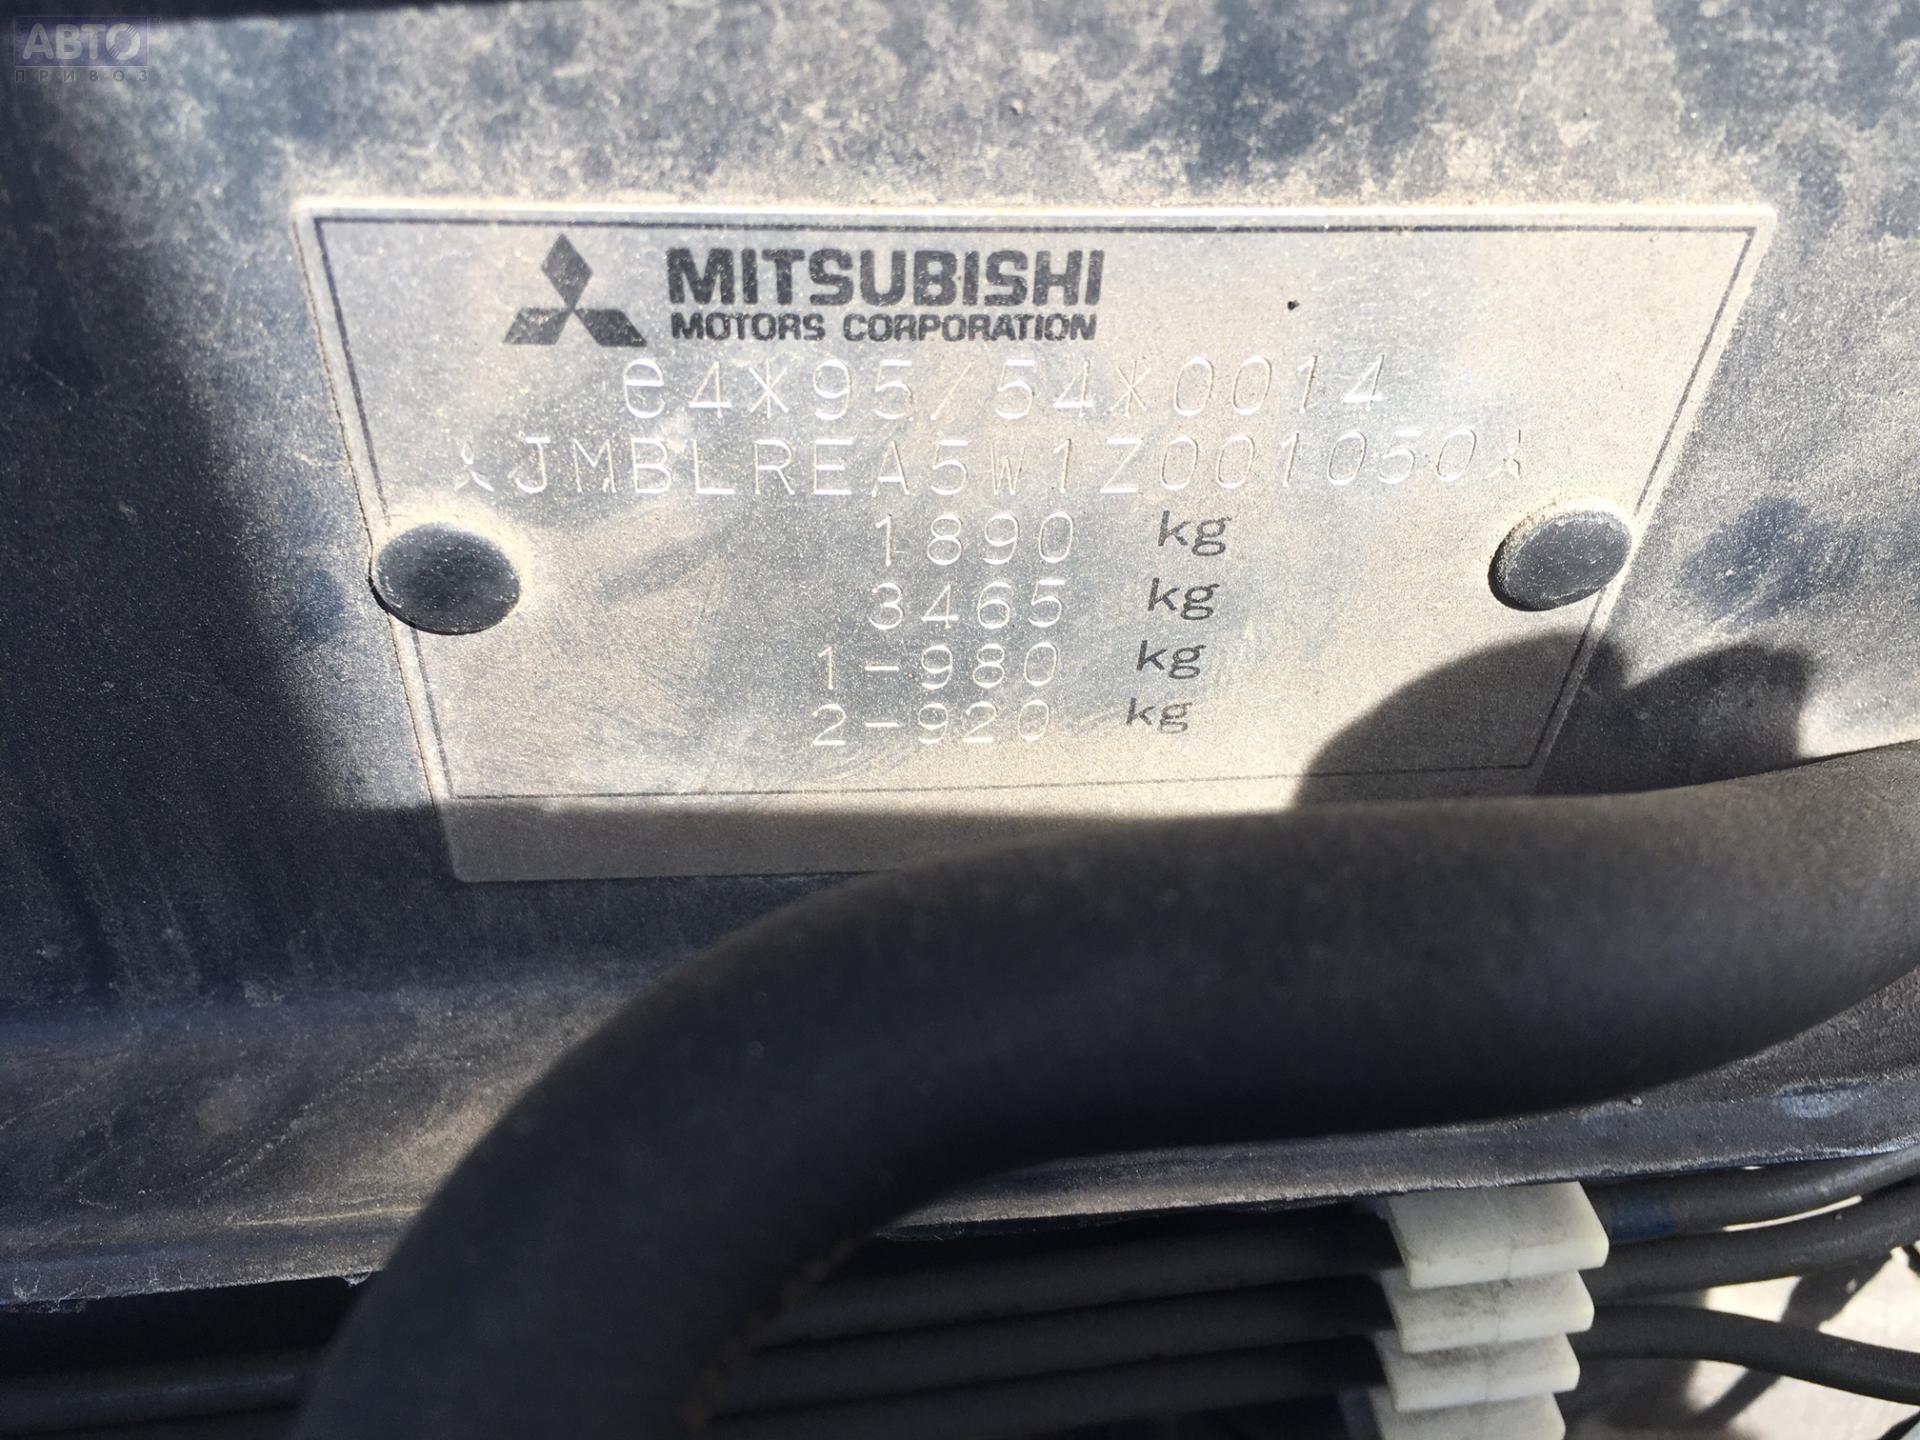 АВТО
ПРИВОЗ
MITSUBISHI
MOTORS CORPORATION
e4*95/54*0014
*JMBLREA5W1Z001050*
1890 kg
3465 kg
1-980 kg
2-920 kg